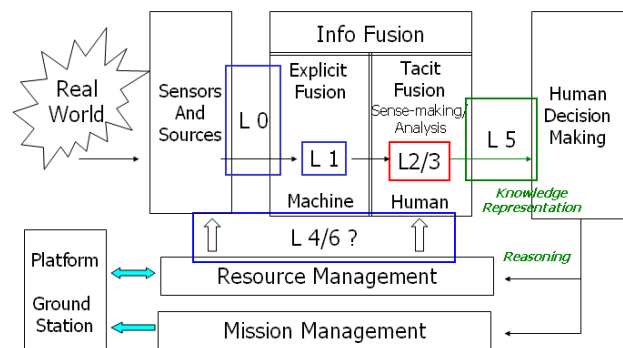 Info Fusion
Real
World
Sensors
And
Sources
L 0
Explicit
Fusion
L 1
Machine
Tacit
Fusion
Sense-making/
Analysis
L2/3
Human
L 5
Human
Decision
Making
Knowledge
Representation
L 4/6 ?
Reasoning
Platform
Ground
Station
Resource Management
Mission Management